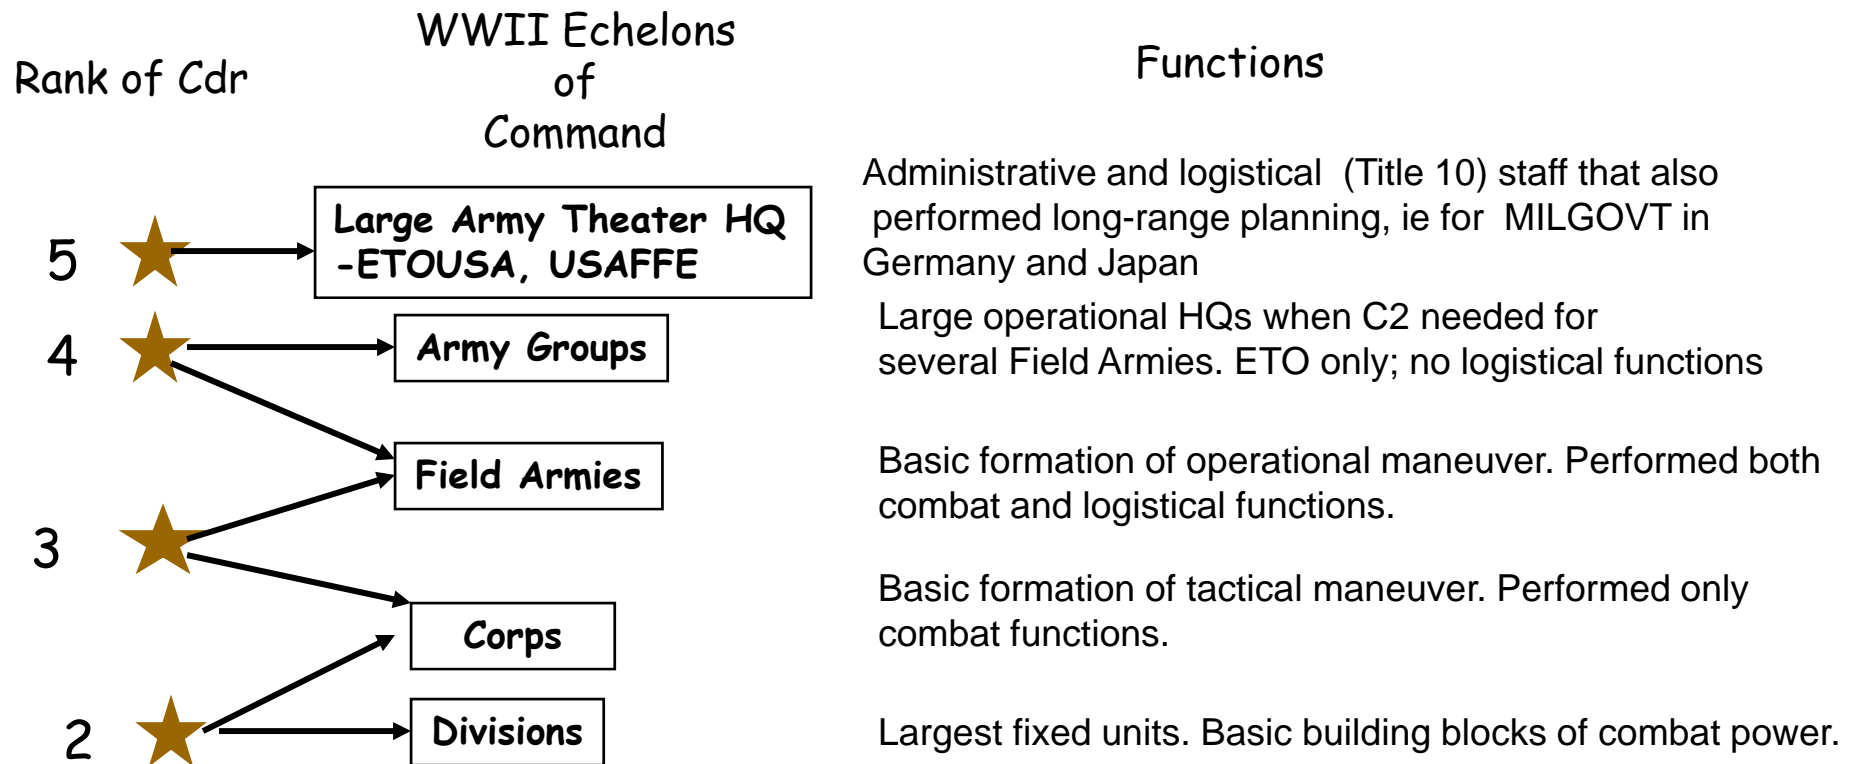 Rank of Cdr
WWII Echelons
of
Command
Functions
5
Large Army Theater HQ
-ETOUSA, USAFFE
Administrative and logistical (Title 10) staff that also
performed long-range planning, ie for MILGOVT in
Germany and Japan
4
Army Groups
Large operational HQs when C2 needed for
several Field Armies. ETO only; no logistical functions
Field Armies
Basic formation of operational maneuver. Performed both
combat and logistical functions.
3
Corps
Basic formation of tactical maneuver. Performed only
combat functions.
2
Divisions
Largest fixed units. Basic building blocks of combat power.